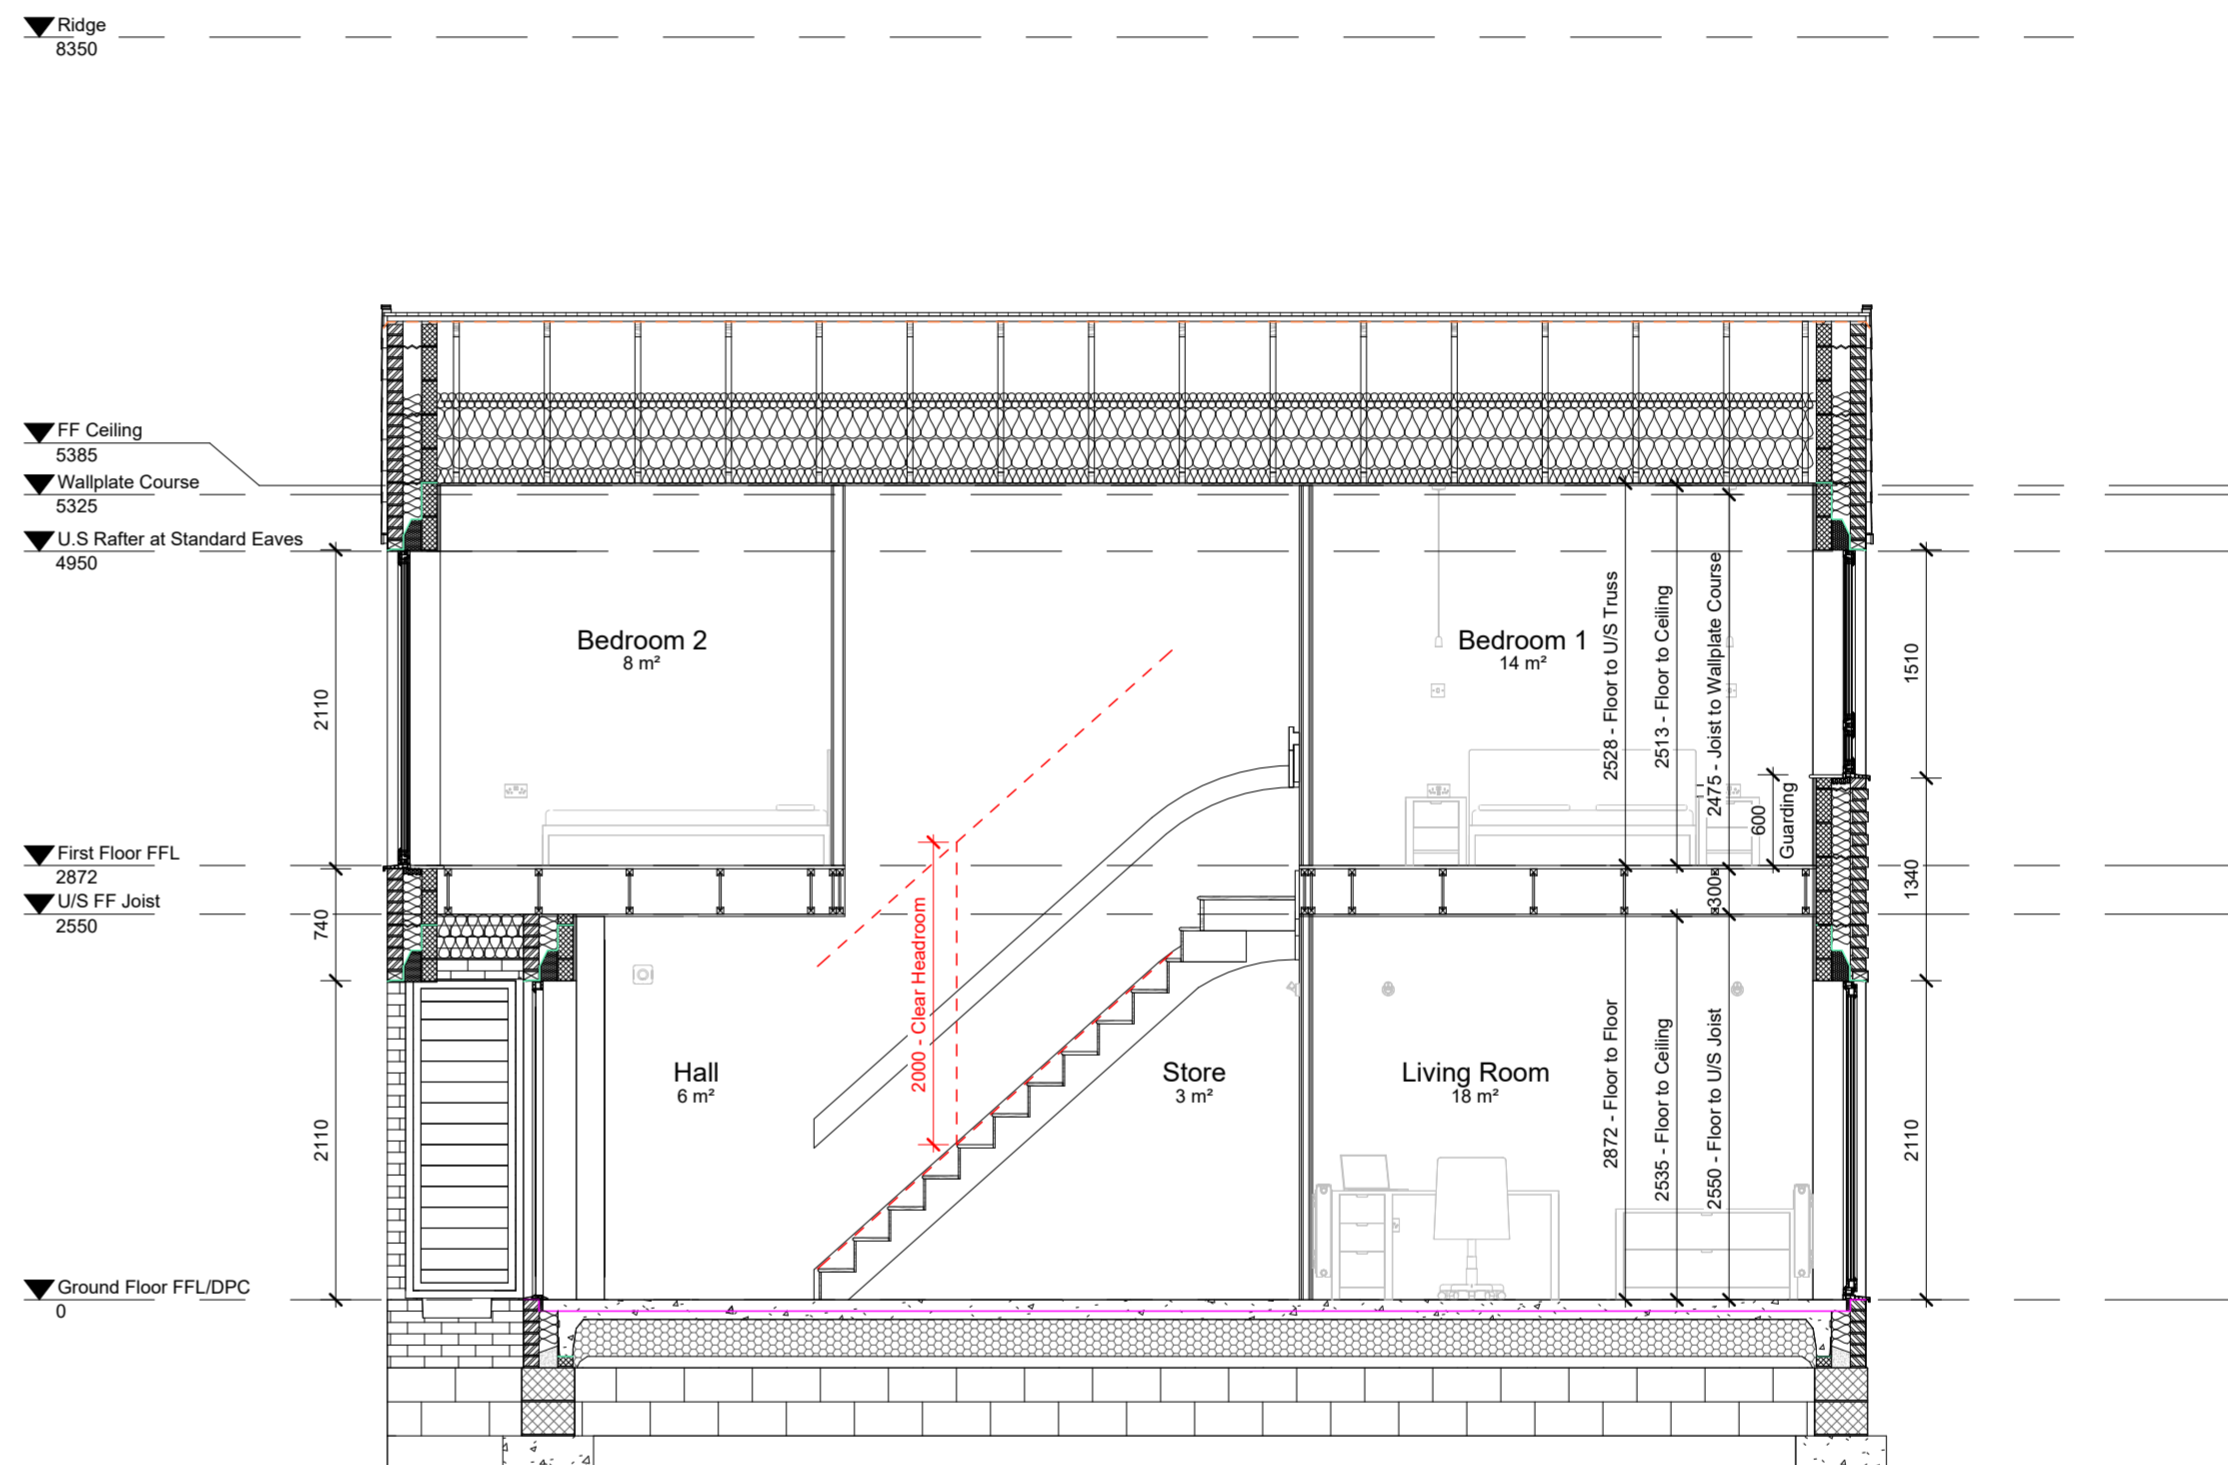 Ridge
8350
FF Ceiling
5385
Wallplate Course
5325
U.S Rafter at Standard Eaves
4950
First Floor FFL
2872
U/S FF Joist
2550
Ground Floor FFL/DPC
0
2110
740
2110
Bedroom 2
8 m²
Bedroom 1
14 m²
2528 - Floor to U/S Truss
2513 - Floor to Ceiling
2475 - Joist to Wallplate Course
600
Guarding
300
1510
1340
2110
2000 - Clear Headroom
Hall
6 m²
Store
3 m²
Living Room
18 m²
2872 - Floor to Floor
2535 - Floor to Ceiling
2550 - Floor to U/S Joist